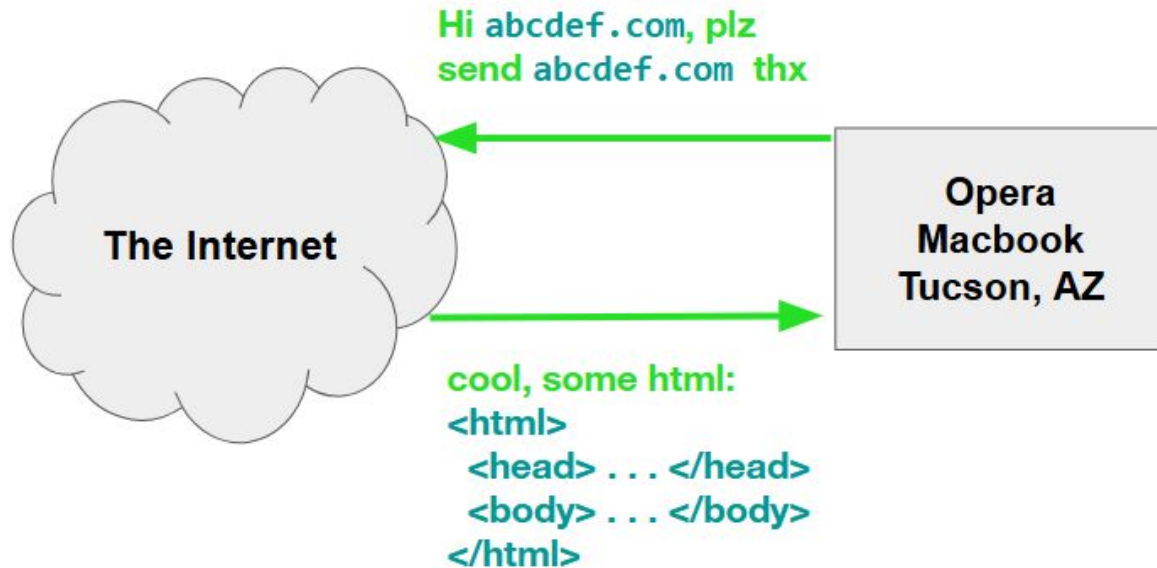 Hi abcdef.com, plz
send abcdef.com thx
The Internet
Opera
Macbook
Tucson, AZ
cool, some html:
<html>
<head> . . . </head>
<body> . . . </body>
</html>